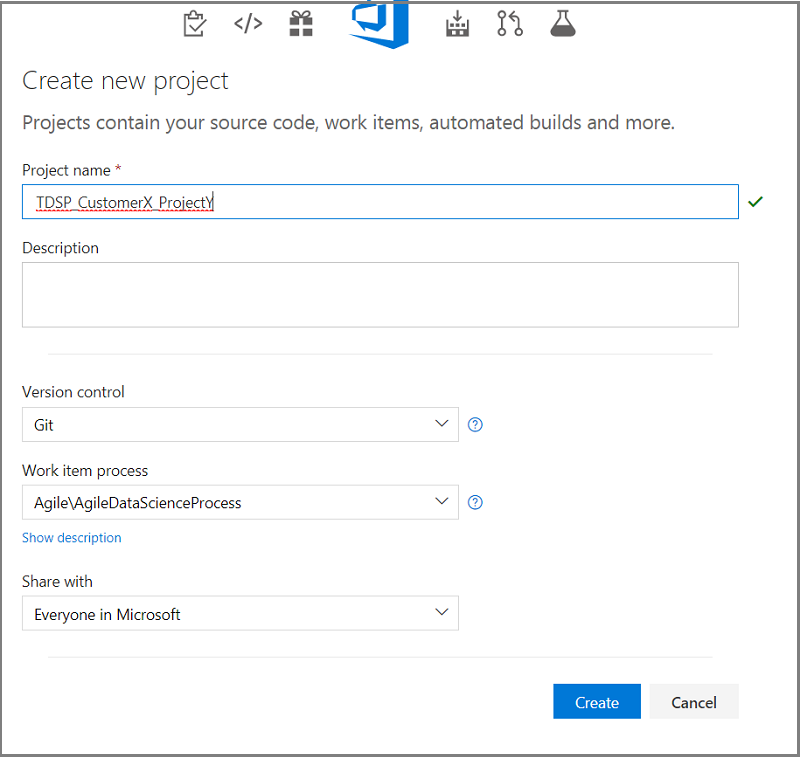 Create new project
Projects contain your source code, work items, automated builds and more.
Project name *
TDSP_CustomerX_ProjectY
Description
Version control
Git
Work item process
Agile\AgileDataScienceProcess
Show description
Share with
Everyone in Microsoft
Create Cancel